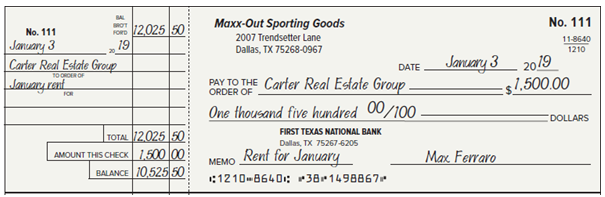 No. 111
BAL BRO'T FOR'D 12,025 50
January 3 20 19
Carter Real Estate Group
TO ORDER OF
January rent
FOR
TOTAL 12,025 50
AMOUNT THIS CHECK 1,500 00
BALANCE 10,525 50
Maxx-Out Sporting Goods
2007 Trendsetter Lane
Dallas, TX 75268-0967
No. 111
11-8640
1210
DATE January 3 2019
PAY TO THE ORDER OF Carter Real Estate Group $ 1,500.00
One thousand five hundred 00/100 DOLLARS
FIRST TEXAS NATIONAL BANK
Dallas, TX 75267-6205
MEMO Rent for January Max Ferraro
⑆1210⑉8640⑆ ⑈38⑈1498867⑈